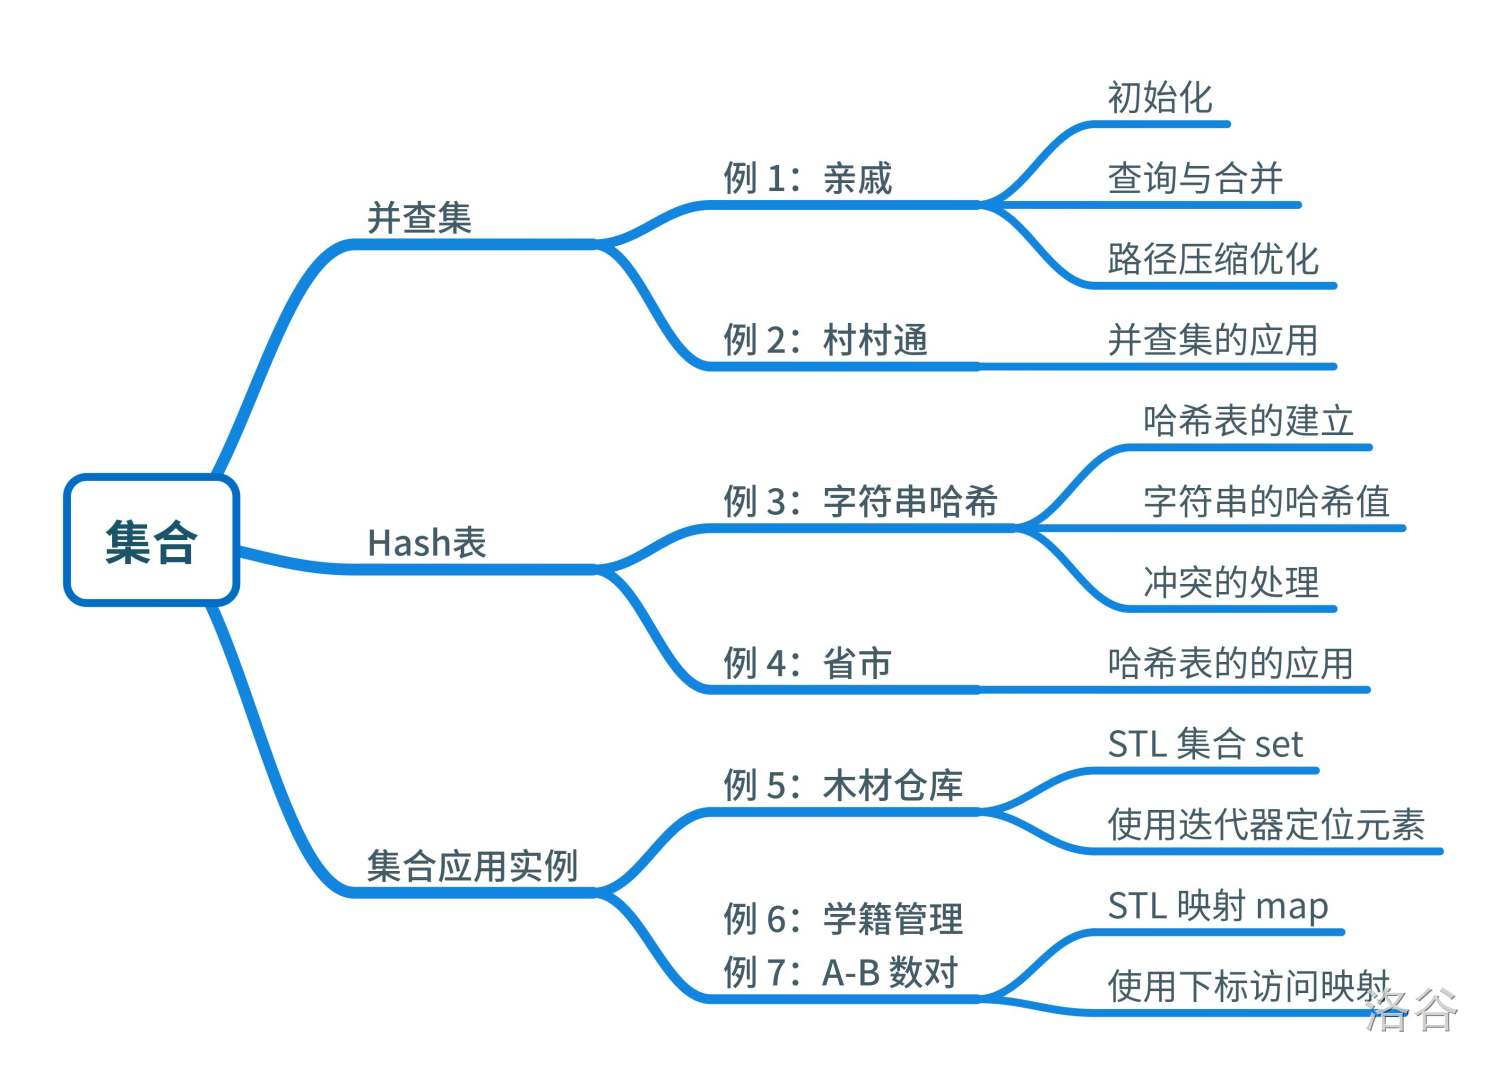 集合
并查集
例 1：亲戚
初始化
查询与合并
路径压缩优化
例 2：村村通
并查集的应用
Hash表
例 3：字符串哈希
哈希表的建立
字符串的哈希值
冲突的处理
例 4：省市
哈希表的的应用
集合应用实例
例 5：木材仓库
STL 集合 set
使用迭代器定位元素
例 6：学籍管理
例 7：A-B 数对
STL 映射 map
使用下标访问映射
洛谷